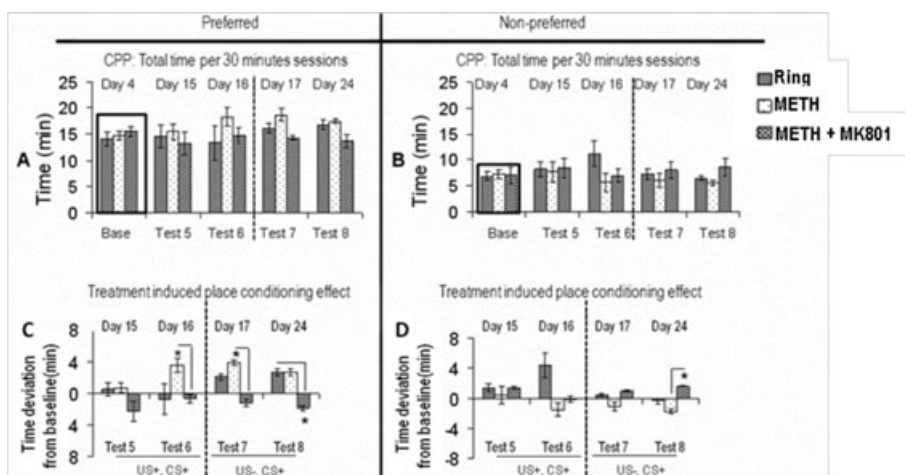 Preferred
Non-preferred
CPP: Total time per 30 minutes sessions
Day 4 Day 15 Day 16 Day 17 Day 24
25
20
15
10
5
0
Time (min)
A
Base Test 5 Test 6 Test 7 Test 8
CPP: Total time per 30 minutes sessions
Day 4 Day 15 Day 16 Day 17 Day 24
25
20
15
10
5
0
Time (min)
B
Base Test 5 Test 6 Test 7 Test 8
Ring
METH
METH + MK801
Treatment induced place conditioning effect
C
Day 15 Day 16 Day 17 Day 24
8
4
0
4
8
Time deviation
from baseline(min)
* * *
Test 5 Test 6 Test 7 Test 8
US+, CS+ US-, CS+
Treatment induced place conditioning effect
D
Day 15 Day 16 Day 17 Day 24
8
4
0
-4
-8
Time deviation
from baseline(min)
*
Test 5 Test 6 Test 7 Test 8
US+, CS+ US-, CS+